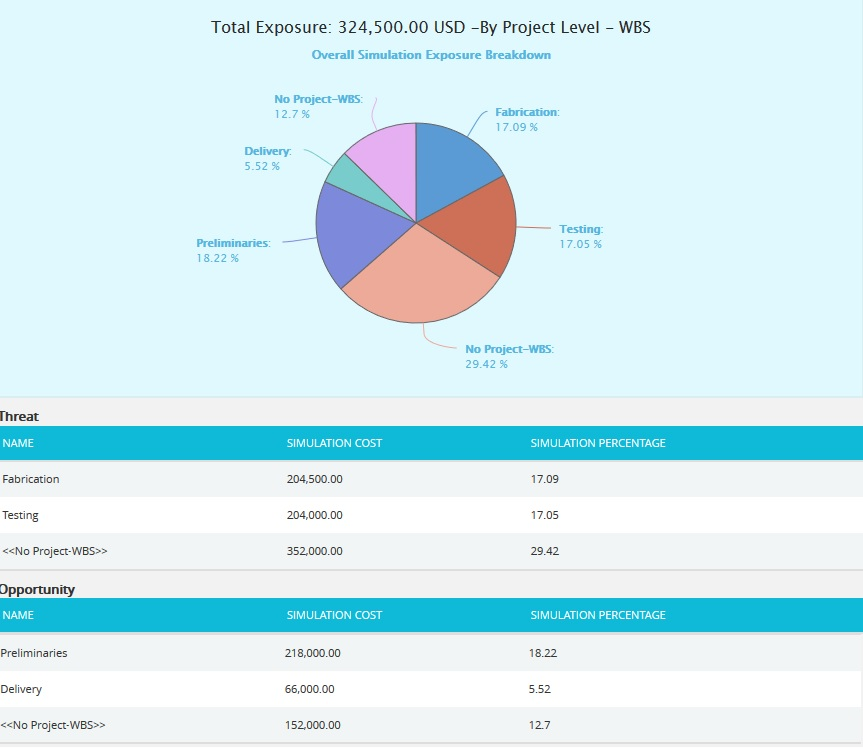 Total Exposure: 324,500.00 USD -By Project Level - WBS
Overall Simulation Exposure Breakdown
No Project-WBS:
12.7 %
Fabrication:
17.09 %
Delivery:
5.52 %
Testing:
17.05 %
Preliminaries:
18.22 %
No Project-WBS:
29.42 %
Threat
NAME SIMULATION COST SIMULATION PERCENTAGE
Fabrication 204,500.00 17.09
Testing 204,000.00 17.05
<<No Project-WBS>> 352,000.00 29.42
Opportunity
NAME SIMULATION COST SIMULATION PERCENTAGE
Preliminaries 218,000.00 18.22
Delivery 66,000.00 5.52
<<No Project-WBS>> 152,000.00 12.7